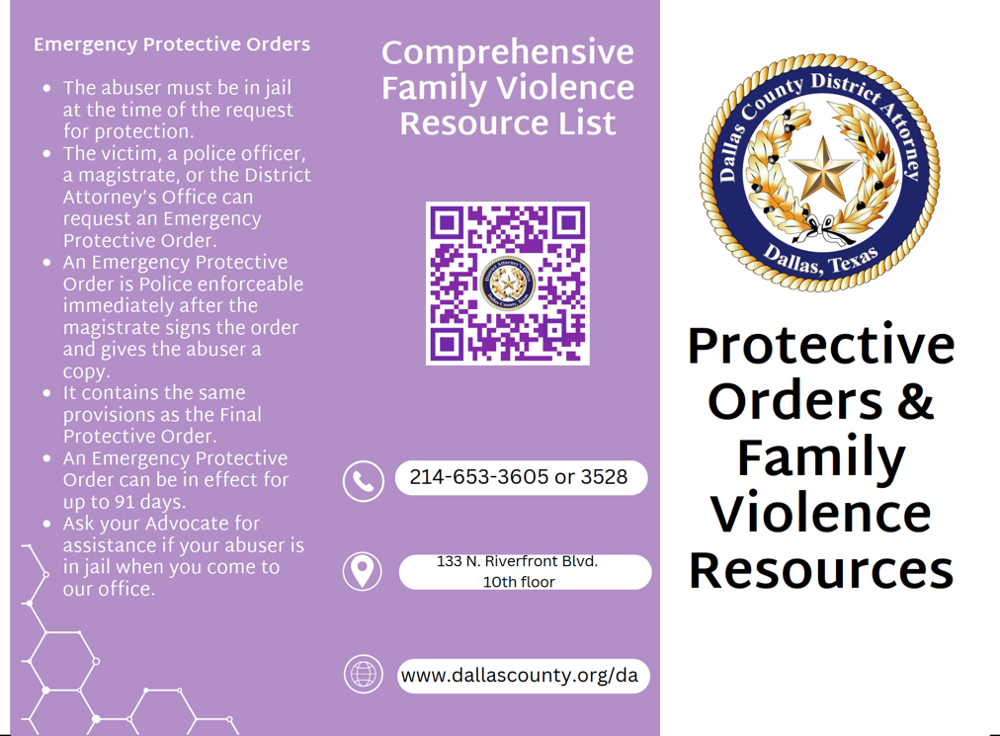 Emergency Protective Orders
The abuser must be in jail
at the time of the request
for protection.
The victim, a police officer,
a magistrate, or the District
Attorney's Office can
request an Emergency
Protective Order.
An Emergency Protective
Order is Police enforceable
immediately after the
magistrate signs the order
and gives the abuser a
copy.
It contains the same
provisions as the Final
Protective Order.
An Emergency Protective
Order can be in effect for
up to 91 days.
Ask your Advocate for
assistance if your abuser is
in jail when you come to
our office.
Comprehensive
Family Violence
Resource List
District Attorney's Office
Dallas County, Texas
214-653-3605 or 3528
133 N. Riverfront Blvd.
10th floor
www.dallascounty.org/da
Dallas County District Attorney
Dallas, Texas
Protective
Orders &
Family
Violence
Resources